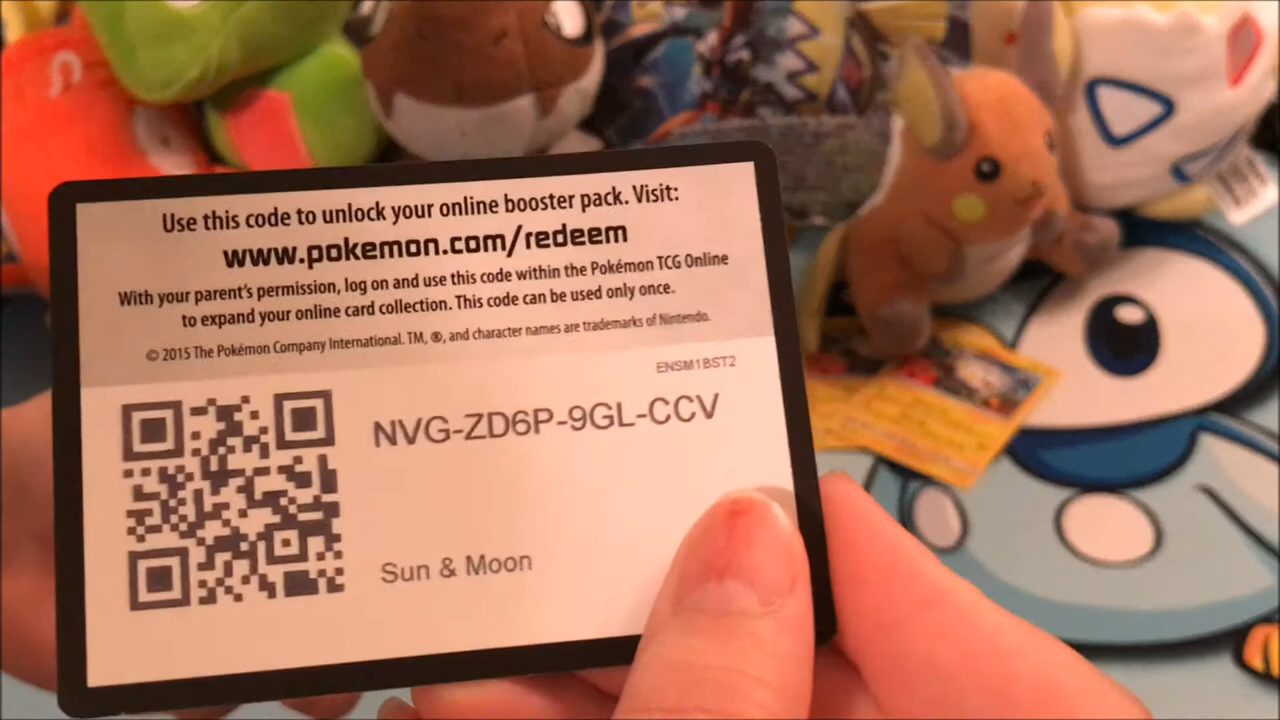 Use this code to unlock your online booster pack. Visit:
www.pokemon.com/redeem
With your parent's permission, log on and use this code within the Pokémon TCG Online
to expand your online card collection. This code can be used only once.
© 2015 The Pokémon Company International. TM, ®, and character names are trademarks of Nintendo.
ENSM1BST2
NVG-ZD6P-9GL-CCV
Sun & Moon